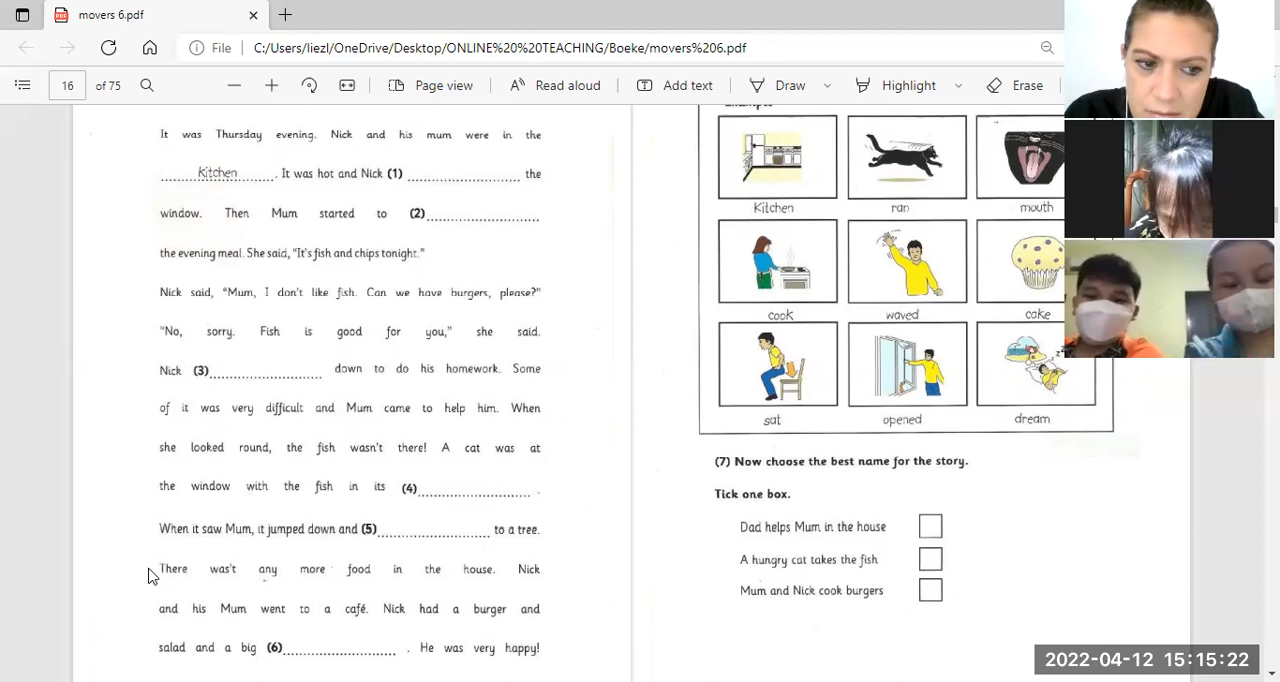 movers 6.pdf
File
C:/Users/liezl/OneDrive/Desktop/ONLINE%20%20TEACHING/Boeke/movers%206.pdf
16 of 75
Page view
Read aloud
Add text
Draw
Highlight
Erase
It was Thursday evening. Nick and his mum were in the
Kitchen. It was hot and Nick (1) the
window. Then Mum started to (2)
the evening meal. She said, "It's fish and chips tonight."
Nick said, "Mum, I don't like fish. Can we have burgers, please?"
"No, sorry. Fish is good for you," she said.
Nick (3) down to do his homework. Some
of it was very difficult and Mum came to help him. When
she looked round, the fish wasn't there! A cat was at
the window with the fish in its (4) .
When it saw Mum, it jumped down and (5) to a tree.
There was't any more food in the house. Nick
and his Mum went to a café. Nick had a burger and
salad and a big (6) . He was very happy!
Example
Kitchen
ran
mouth
cook
waved
cake
sat
opened
dream
(7) Now choose the best name for the story.
Tick one box.
Dad helps Mum in the house
A hungry cat takes the fish
Mum and Nick cook burgers
2022-04-12 15:15:22